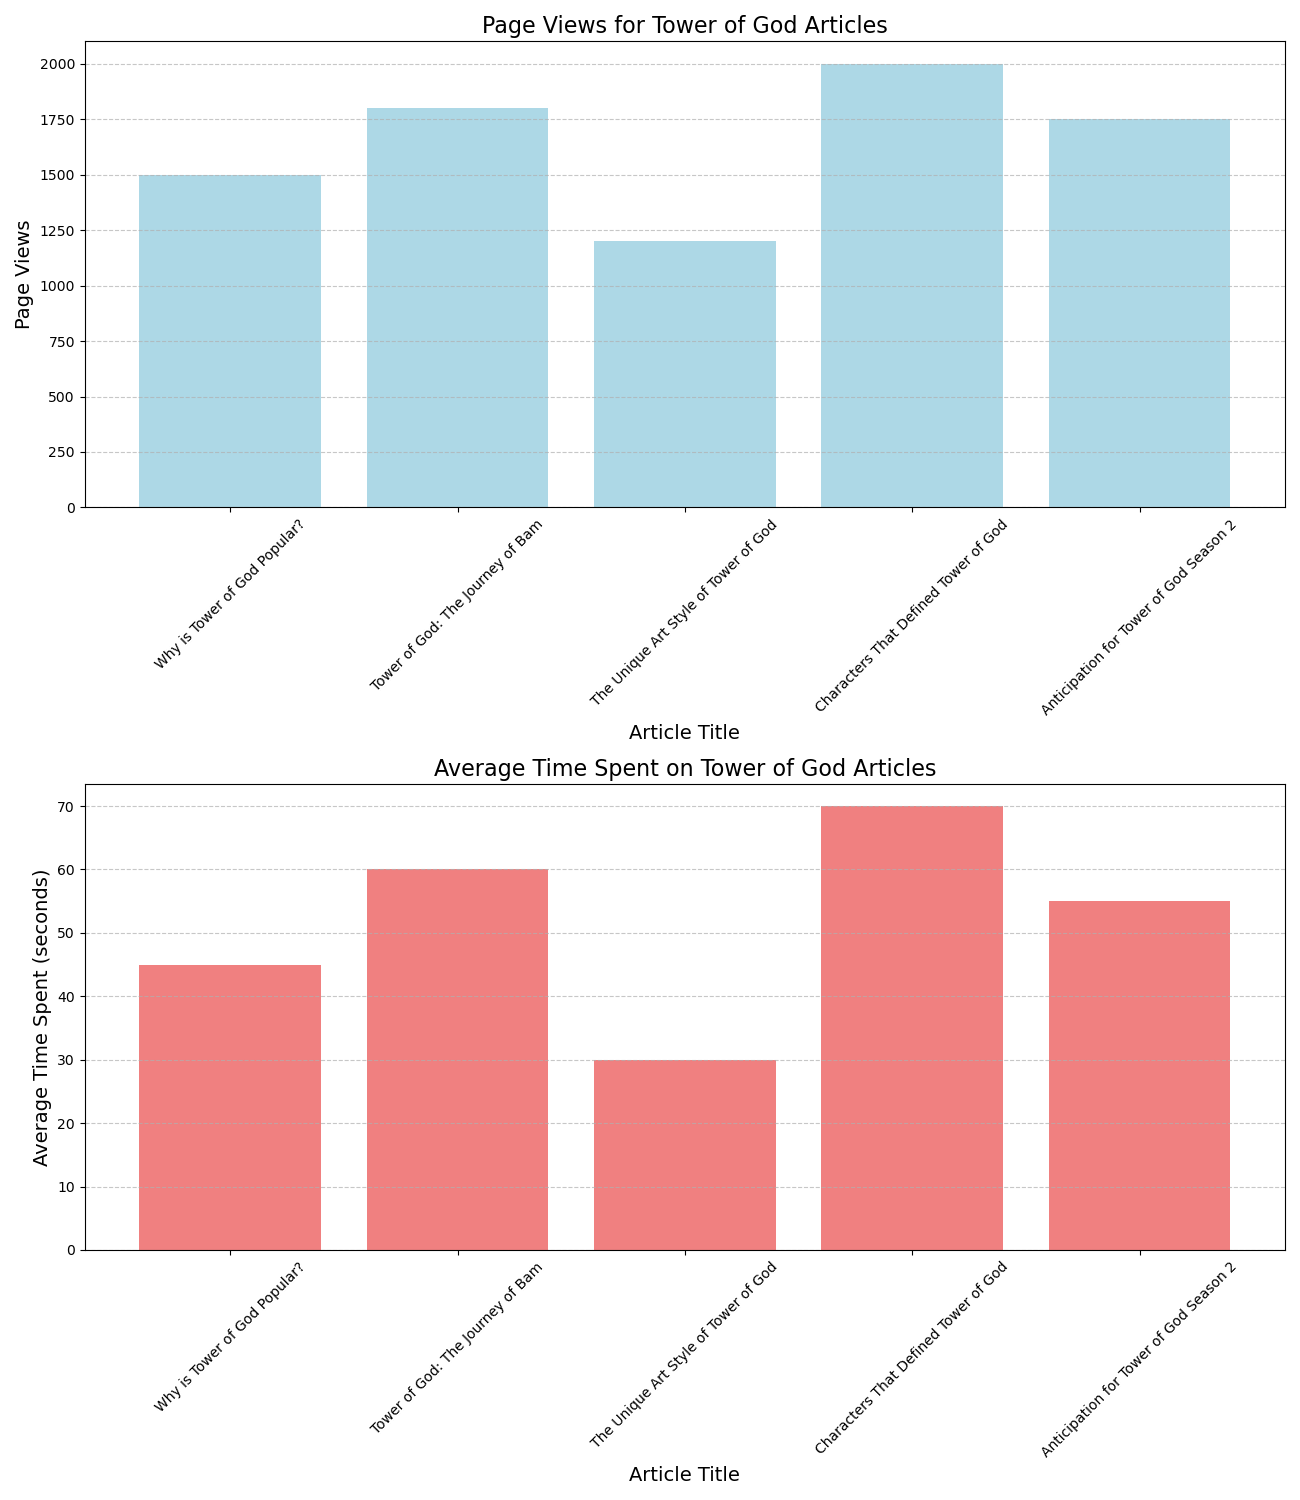 Page Views for Tower of God Articles
Page Views
2000
1750
1500
1250
1000
750
500
250
0
Why is Tower of God Popular?
Tower of God: The Journey of Bam
The Unique Art Style of Tower of God
Characters That Defined Tower of God
Anticipation for Tower of God Season 2
Article Title
Average Time Spent on Tower of God Articles
Average Time Spent (seconds)
70
60
50
40
30
20
10
0
Why is Tower of God Popular?
Tower of God: The Journey of Bam
The Unique Art Style of Tower of God
Characters That Defined Tower of God
Anticipation for Tower of God Season 2
Article Title